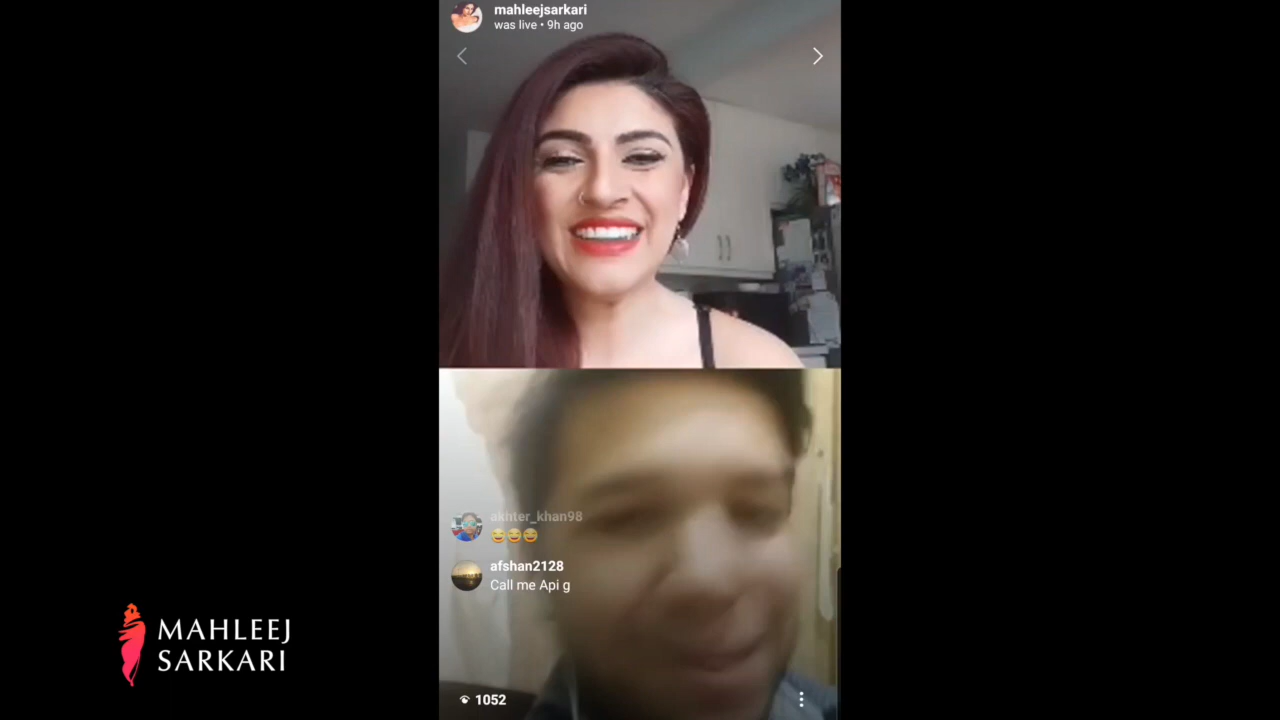 mahleejsarkari
was live • 9h ago
akhter_khan98
😂😂😂
afshan2128
Call me Api g
1052
MAHLEEJ
SARKARI